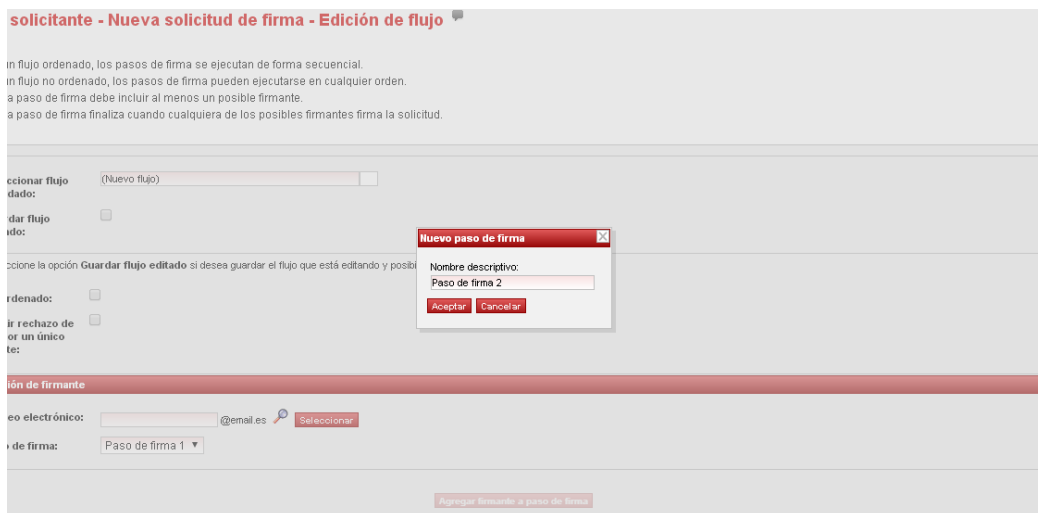 solicitante - Nueva solicitud de firma - Edición de flujo
un flujo ordenado, los pasos de firma se ejecutan de forma secuencial.
un flujo no ordenado, los pasos de firma pueden ejecutarse en cualquier orden.
a paso de firma debe incluir al menos un posible firmante.
a paso de firma finaliza cuando cualquiera de los posibles firmantes firma la solicitud.
ccionar flujo
dado:
(Nuevo flujo)
dar flujo
ado:
ccione la opción Guardar flujo editado si desea guardar el flujo que está editando y posibi
rdenado:
ir rechazo de
or un único
te:
Nuevo paso de firma
Nombre descriptivo:
Paso de firma 2
Aceptar Cancelar
ión de firmante
eo electrónico:
@email.es Seleccionar
de firma:
Paso de firma 1
Agregar firmante a paso de firma